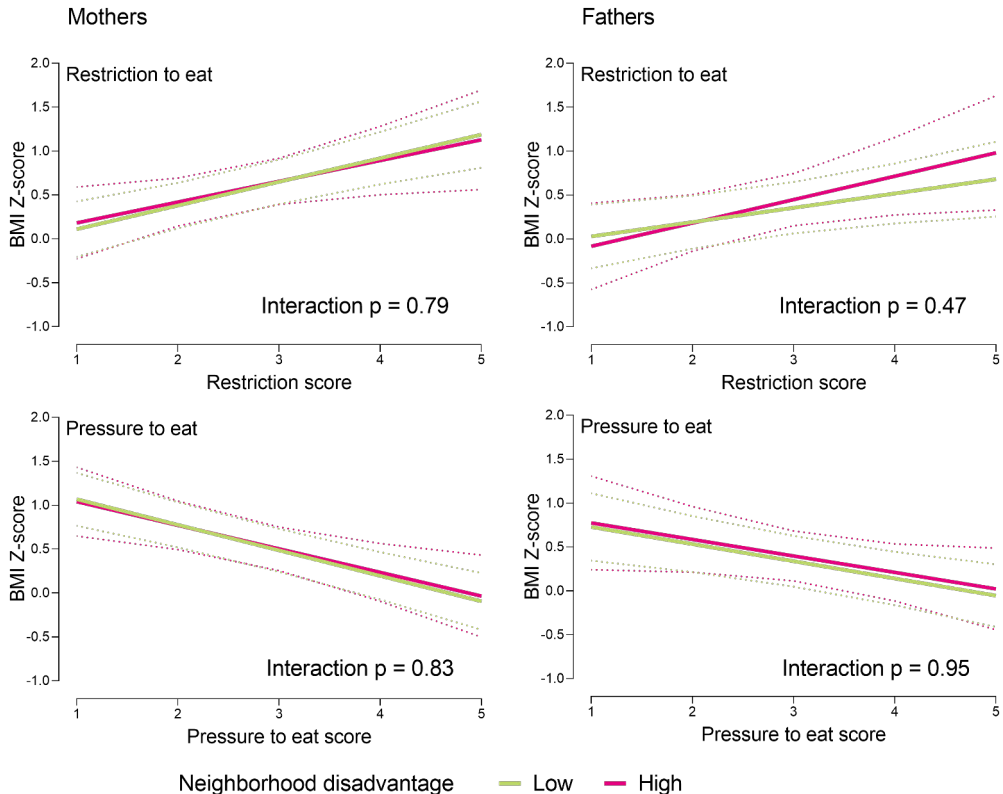 Mothers
Fathers
Restriction to eat
BMI Z-score
2.0
1.5
1.0
0.5
0.0
-0.5
-1.0
Interaction p = 0.79
1 2 3 4 5
Restriction score
Restriction to eat
BMI Z-score
2.0
1.5
1.0
0.5
0.0
-0.5
-1.0
Interaction p = 0.47
1 2 3 4 5
Restriction score
Pressure to eat
BMI Z-score
2.0
1.5
1.0
0.5
0.0
-0.5
-1.0
Interaction p = 0.83
1 2 3 4 5
Pressure to eat score
Pressure to eat
BMI Z-score
2.0
1.5
1.0
0.5
0.0
-0.5
-1.0
Interaction p = 0.95
1 2 3 4 5
Pressure to eat score
Neighborhood disadvantage Low High